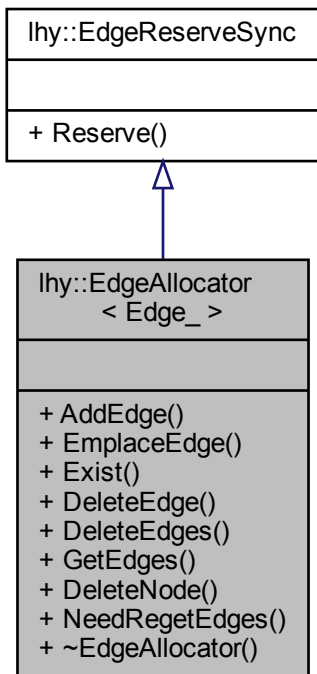 lhy::EdgeReserveSync
+ Reserve()
lhy::EdgeAllocator
< Edge_ >
+ AddEdge()
+ EmplaceEdge()
+ Exist()
+ DeleteEdge()
+ DeleteEdges()
+ GetEdges()
+ DeleteNode()
+ NeedRegetEdges()
+ ~EdgeAllocator()